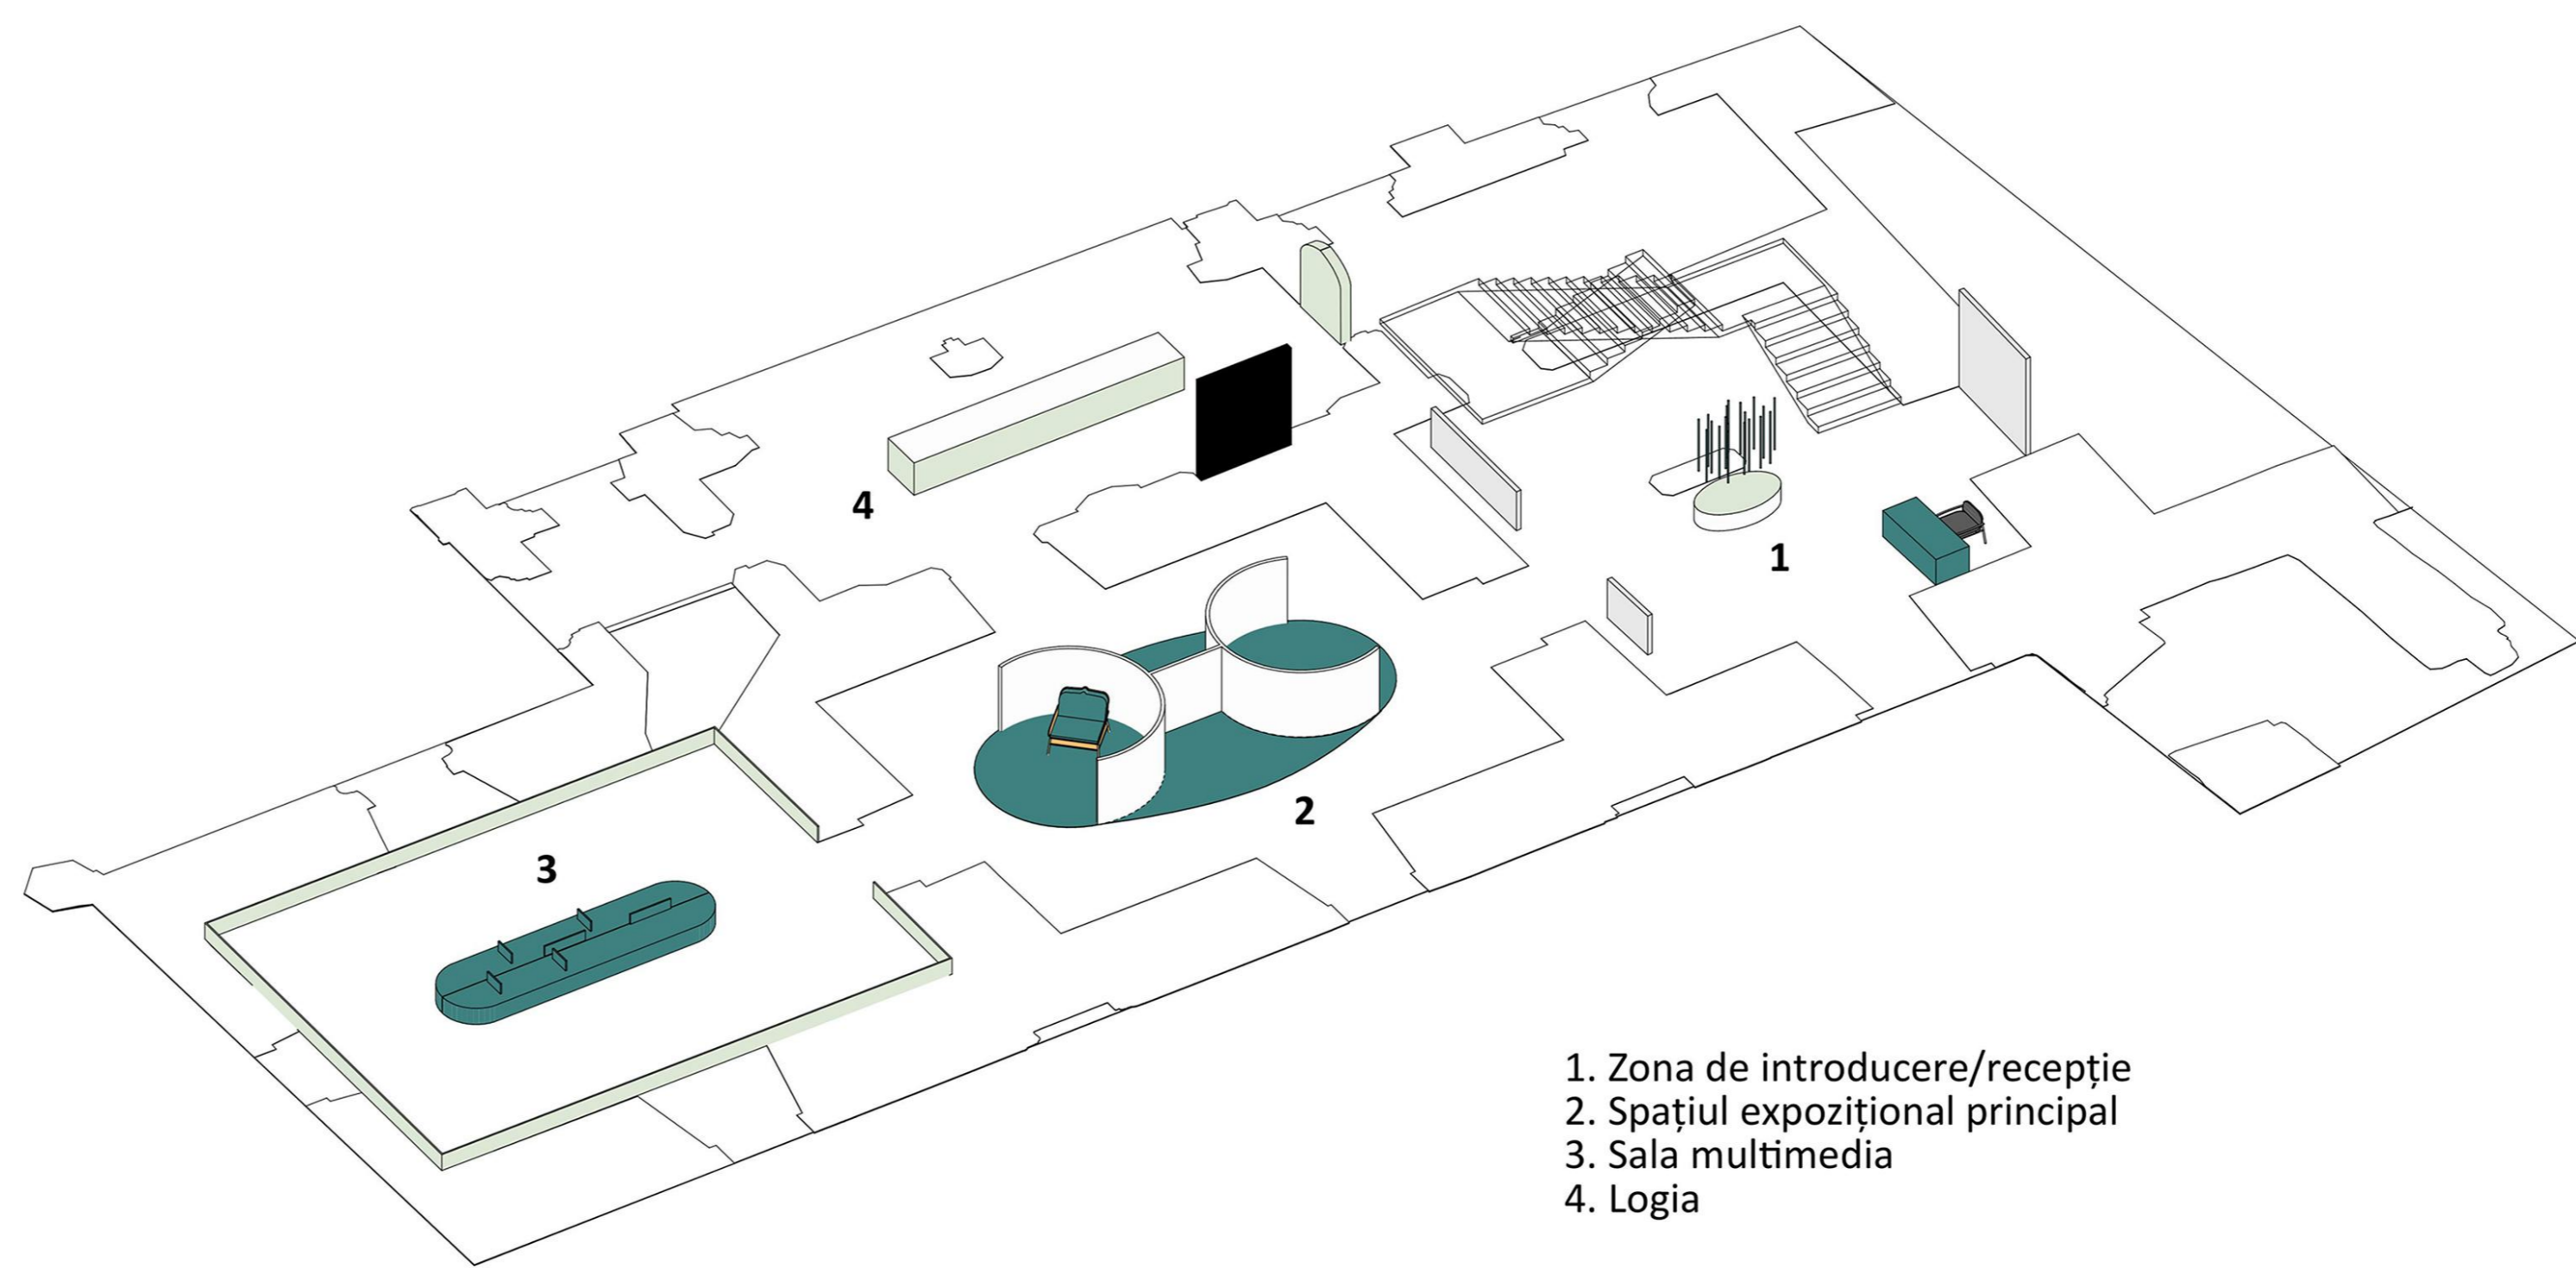 4
1
2
3
1. Zona de introducere/recepție
2. Spațiul expozițional principal
3. Sala multimedia
4. Logia